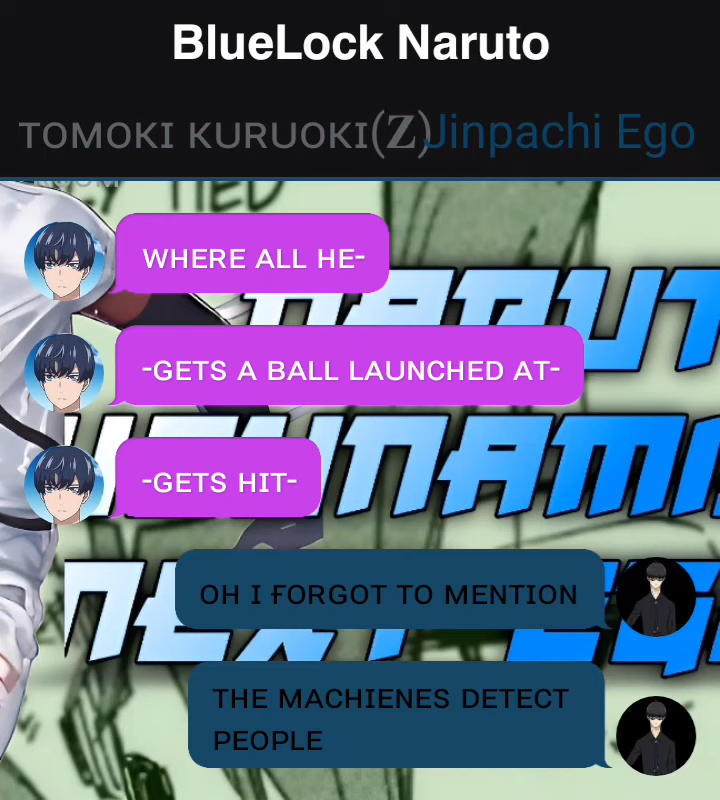 BlueLock Naruto
TOMOKI KURUOKI(Z)
Jinpachi Ego
TIED
WHERE ALL HE-
-GETS A BALL LAUNCHED AT-
-GETS HIT-
OH I FORGOT TO MENTION
THE MACHIENES DETECT
PEOPLE